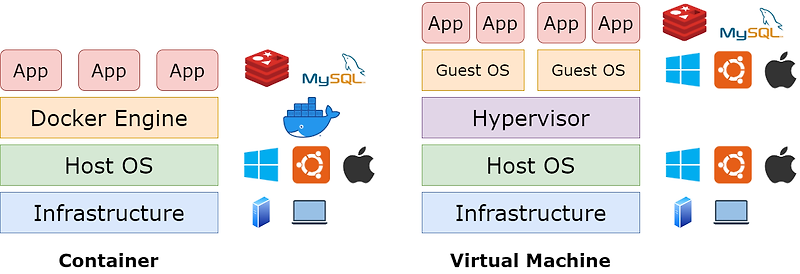 App App App
MySQL
Docker Engine
Host OS
Infrastructure
Container
App App App App
MySQL
Guest OS Guest OS
Hypervisor
Host OS
Infrastructure
Virtual Machine